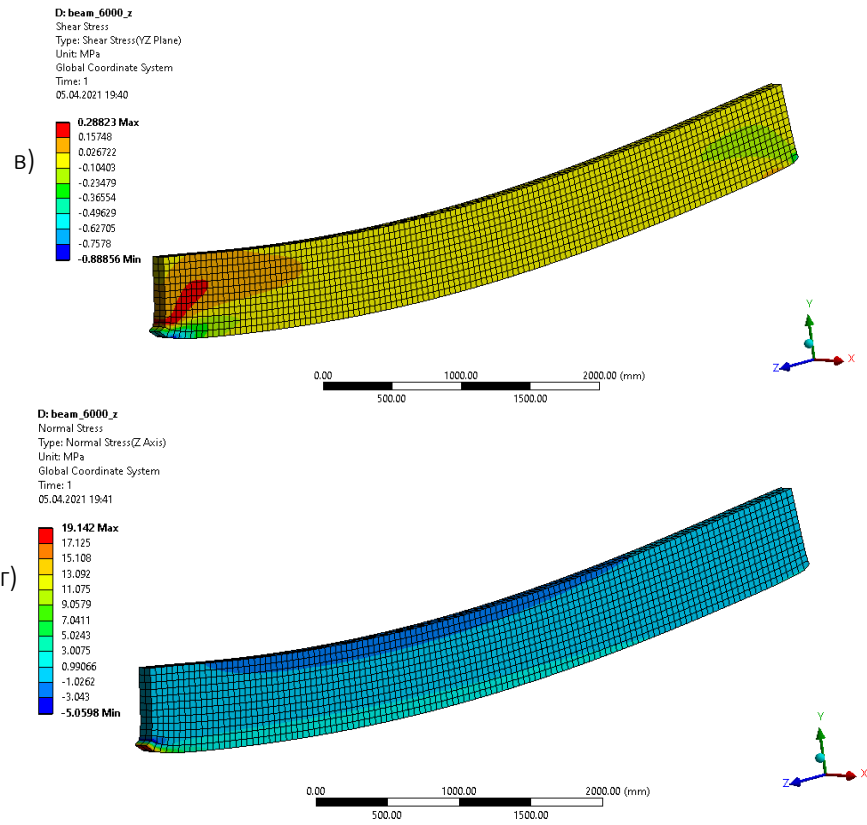 D: beam_6000_z
Shear Stress
Type: Shear Stress(YZ Plane)
Unit: MPa
Global Coordinate System
Time: 1
05.04.2021 19:40
0.28823 Max
0.15748
0.026722
-0.10403
-0.23479
-0.36554
-0.49629
-0.62705
-0.7578
-0.88856 Min
в)
Y
X
Z
0.00 1000.00 2000.00 (mm)
500.00 1500.00
D: beam_6000_z
Normal Stress
Type: Normal Stress(Z Axis)
Unit: MPa
Global Coordinate System
Time: 1
05.04.2021 19:41
19.142 Max
17.125
15.108
13.092
11.075
9.0579
7.0411
5.0243
3.0075
0.99066
-1.0262
-3.043
-5.0598 Min
г)
Y
X
Z
0.00 1000.00 2000.00 (mm)
500.00 1500.00